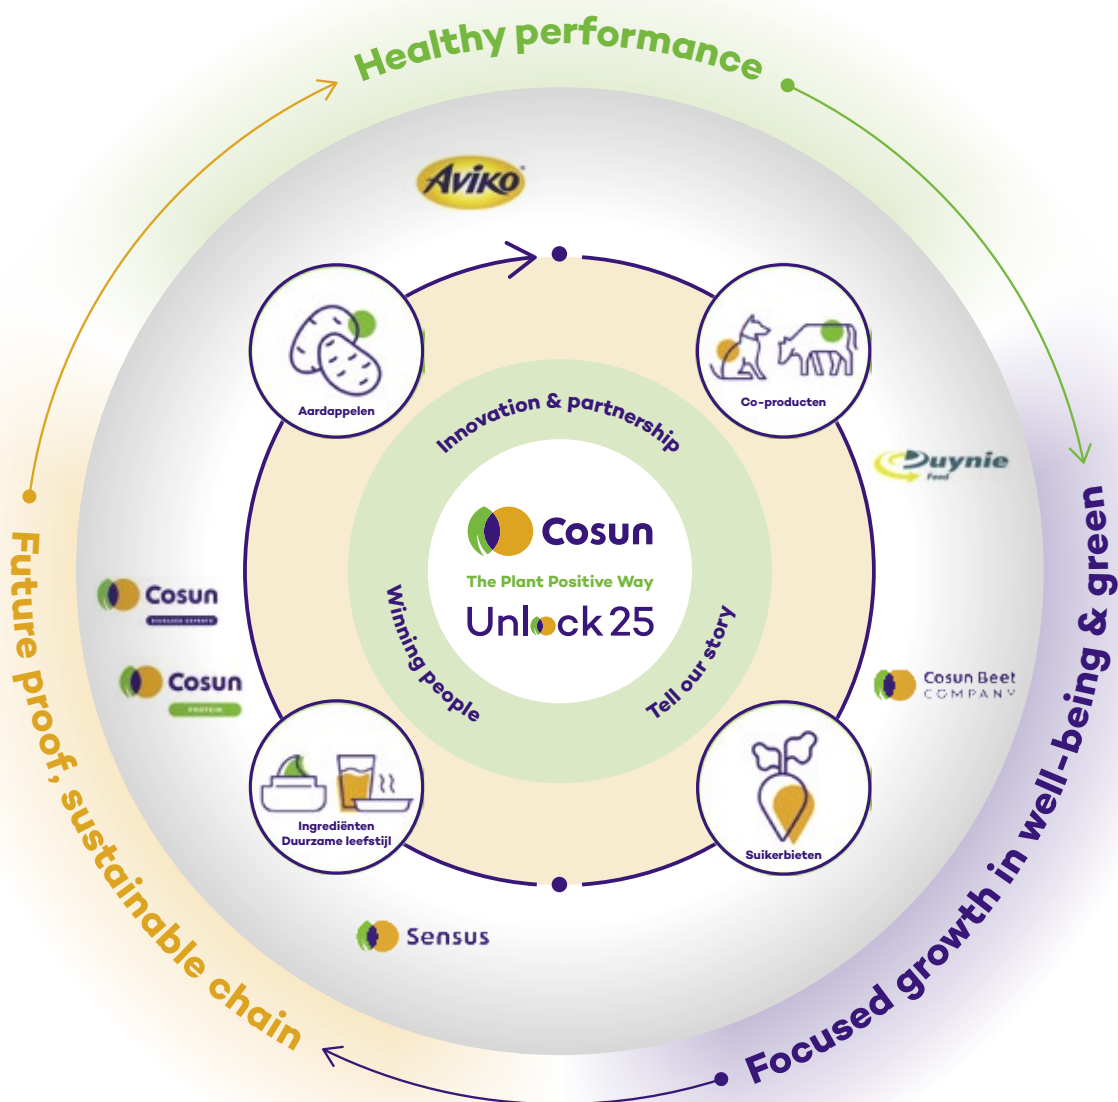 Healthy performance
AVIKO
Aardappelen
Co-producten
Innovation & partnership
Duynie
Feed
Cosun
The Plant Positive Way
Unlock 25
Winning people
Tell our story
Cosun
Cosun
PROTEIN
Cosun Beet
COMPANY
Ingrediënten
Duurzame leefstijl
Suikerbieten
Sensus
Future proof, sustainable chain
Focused growth in well-being & green